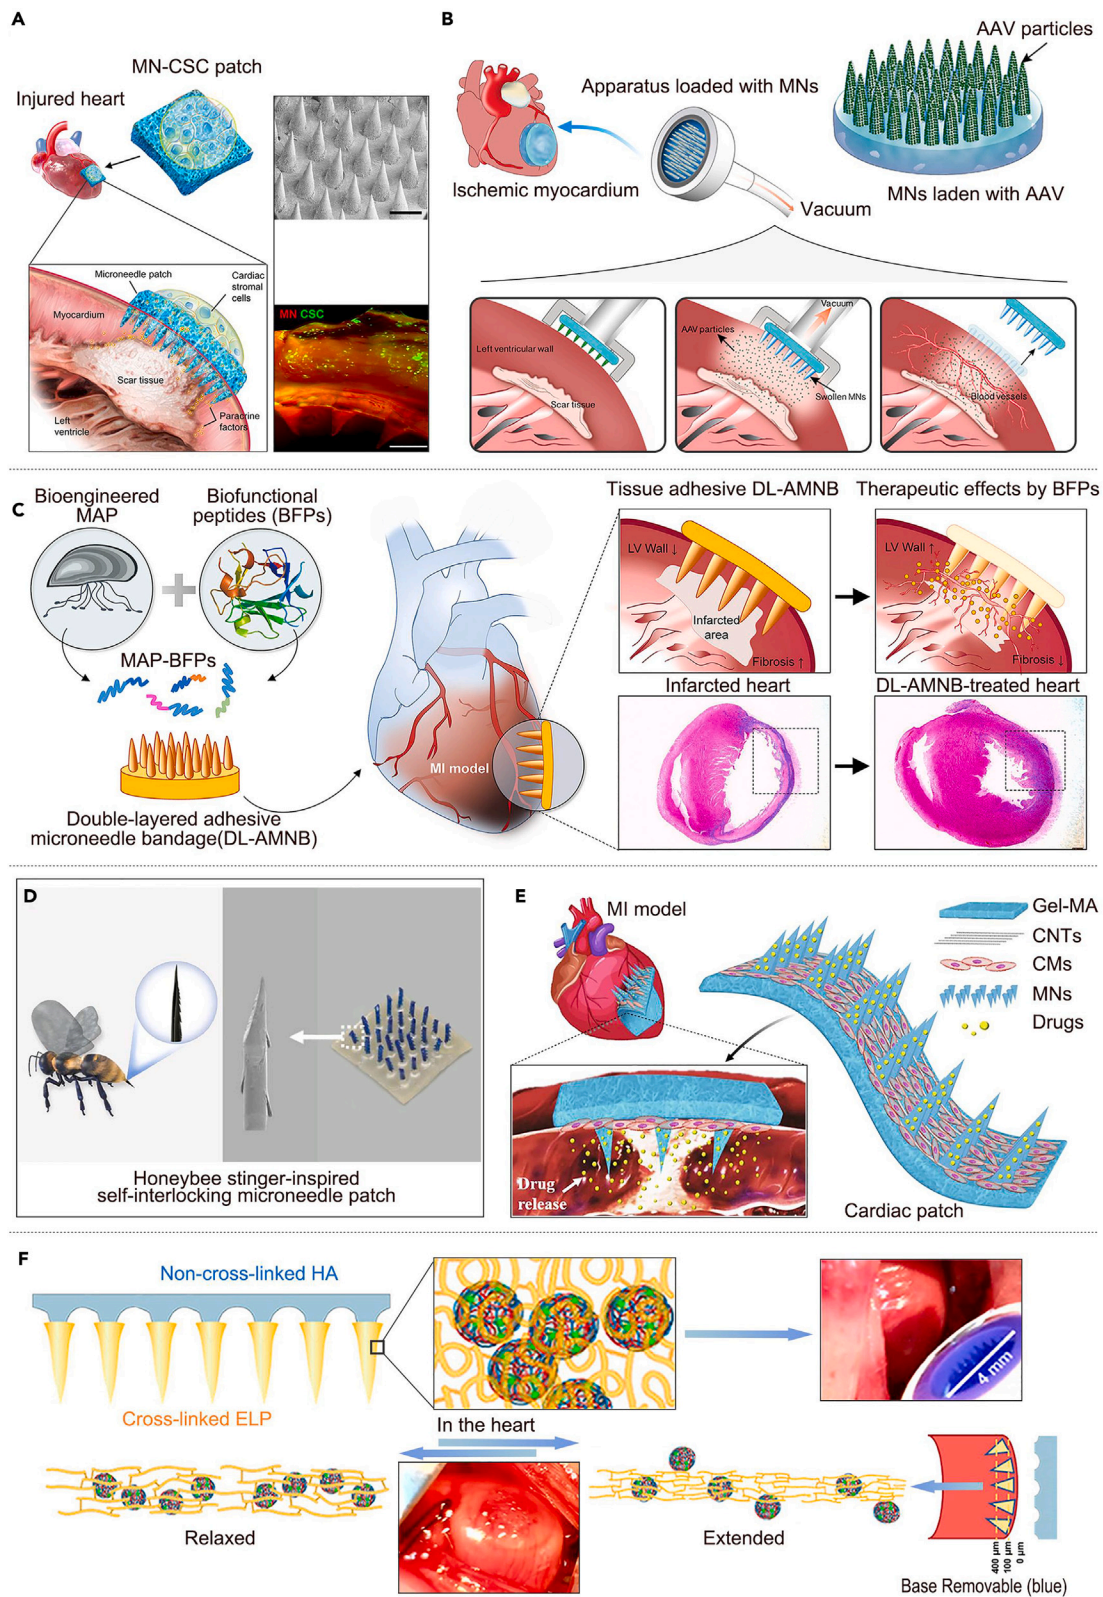 A
MN-CSC patch
Injured heart
Microneedle patch
Cardiac
stromal
cells
Myocardium
Scar tissue
Left
ventricle
Paracrine
factors
MN CSC
B
AAV particles
Apparatus loaded with MNs
Ischemic myocardium
MNs laden with AAV
Vacuum
Left ventricular wall
Scar tissue
Vacuum
AAV particles
Swollen MNs
Blood vessels
C
Bioengineered
MAP
Biofunctional
peptides (BFPs)
MAP-BFPs
Double-layered adhesive
microneedle bandage(DL-AMNB)
MI model
Tissue adhesive DL-AMNB
LV Wall ↓
Infarcted
area
Fibrosis ↑
Therapeutic effects by BFPs
LV Wall ↑
Fibrosis ↓
Infarcted heart
DL-AMNB-treated heart
D
Honeybee stinger-inspired
self-interlocking microneedle patch
E
MI model
Gel-MA
CNTs
CMs
MNs
Drugs
Drug
release
Cardiac patch
F
Non-cross-linked HA
Cross-linked ELP
4 mm
In the heart
Relaxed
Extended
400 μm
100 μm
0 μm
Base Removable (blue)